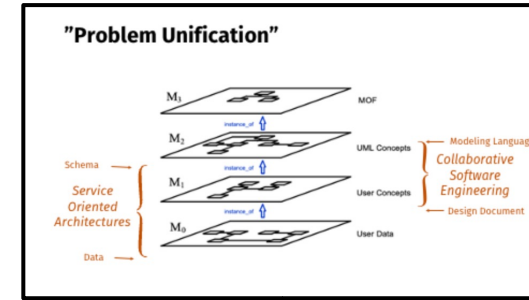 "Problem Unification"
M3
MOF
instance_of
M2
UML Concepts
Modeling Languag
Schema
instance_of
Collaborative
Software
Engineering
Service
Oriented
Architectures
M1
User Concepts
Design Document
instance_of
M0
User Data
Data